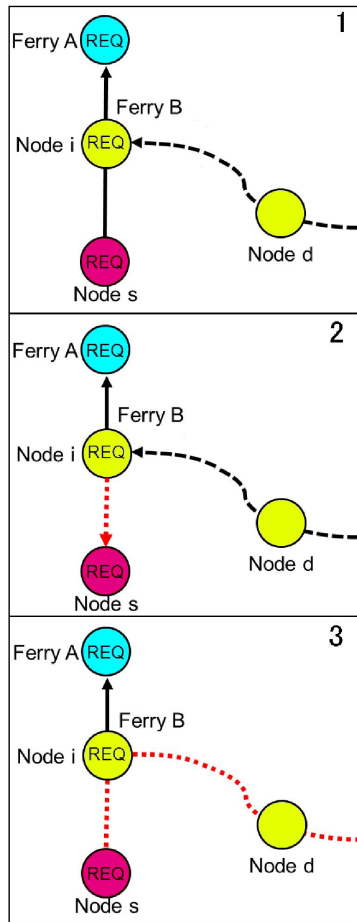 1
Ferry A REQ
Ferry B
Node i REQ
Node d
REQ
Node s
2
Ferry A REQ
Ferry B
Node i REQ
Node d
REQ
Node s
3
Ferry A REQ
Ferry B
Node i REQ
Node d
REQ
Node s